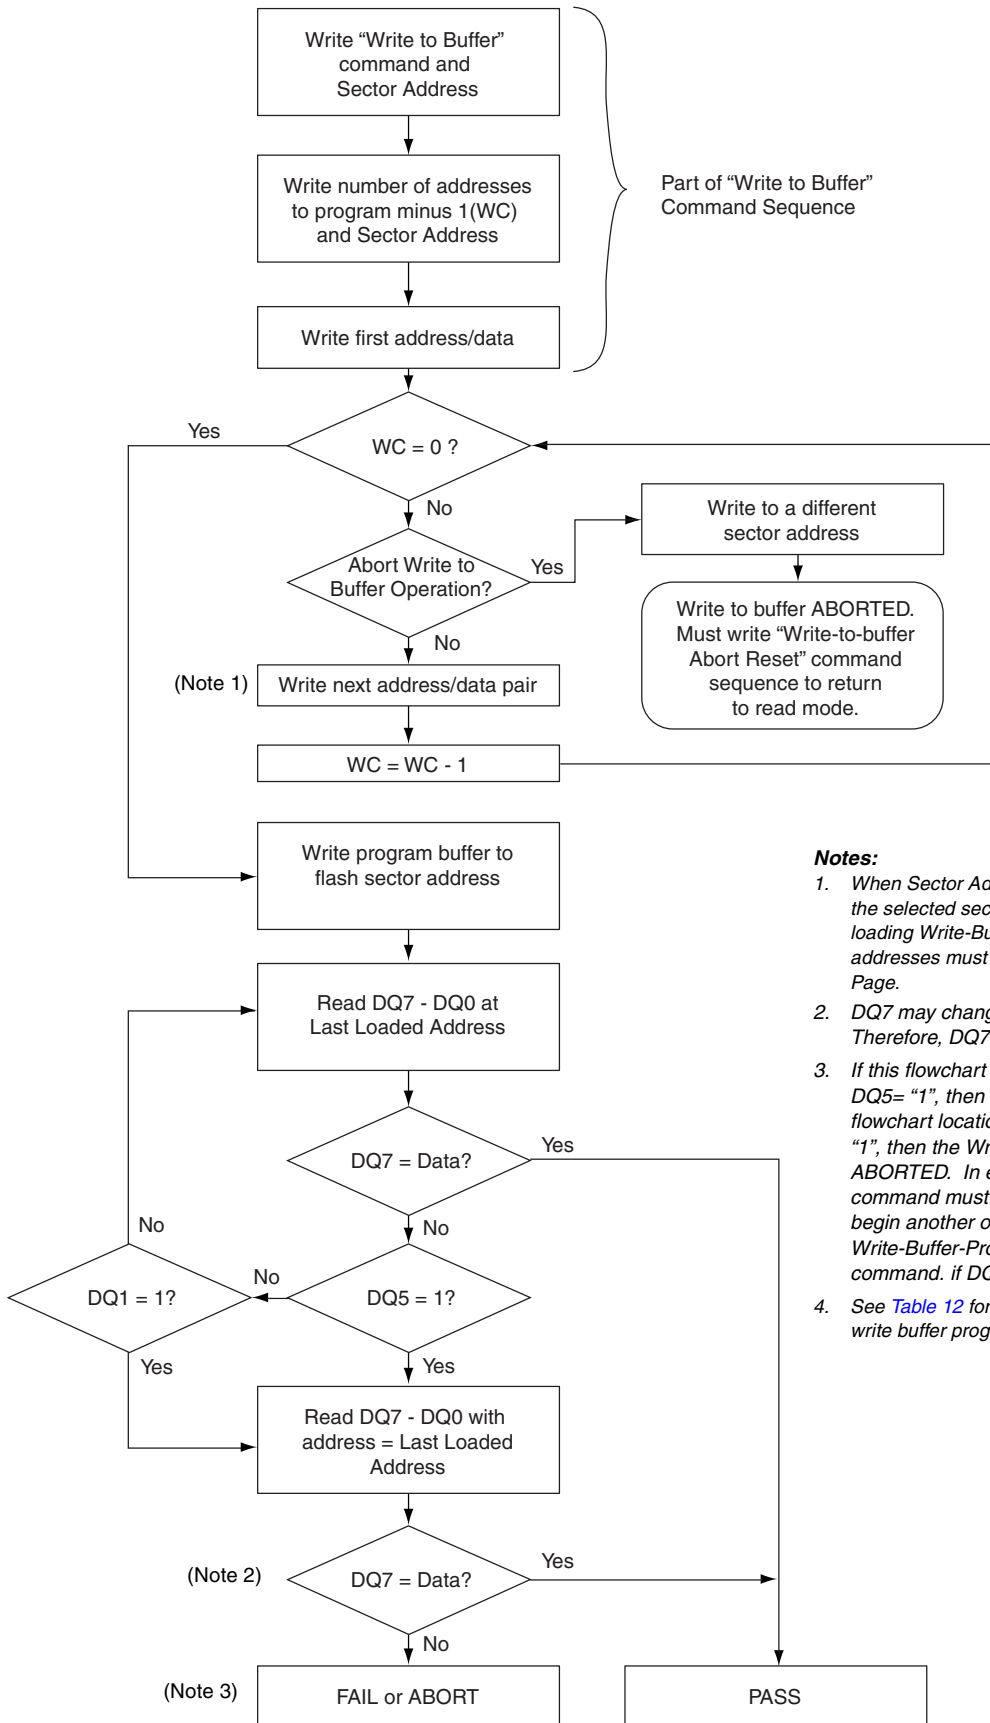 Write “Write to Buffer”
command and
Sector Address
Write number of addresses
to program minus 1(WC)
and Sector Address
Part of “Write to Buffer”
Command Sequence
Write first address/data
Yes
WC = 0 ?
No
Write to a different
sector address
Abort Write to
Buffer Operation?
Yes
Write to buffer ABORTED.
Must write “Write-to-buffer
Abort Reset” command
sequence to return
to read mode.
No
(Note 1)
Write next address/data pair
WC = WC - 1
Write program buffer to
flash sector address
Notes:
1. When Sector Ad
the selected sec
loading Write-Bu
addresses must
Page.
2. DQ7 may chang
Therefore, DQ7
3. If this flowchart
DQ5= “1”, then
flowchart locatio
“1”, then the Wr
ABORTED. In e
command must
begin another o
Write-Buffer-Pro
command. if DQ
4. See Table 12 for
write buffer prog
Read DQ7 - DQ0 at
Last Loaded Address
DQ7 = Data?
Yes
No
No
DQ1 = 1?
No
DQ5 = 1?
Yes
Yes
Read DQ7 - DQ0 with
address = Last Loaded
Address
(Note 2)
DQ7 = Data?
Yes
No
(Note 3)
FAIL or ABORT
PASS